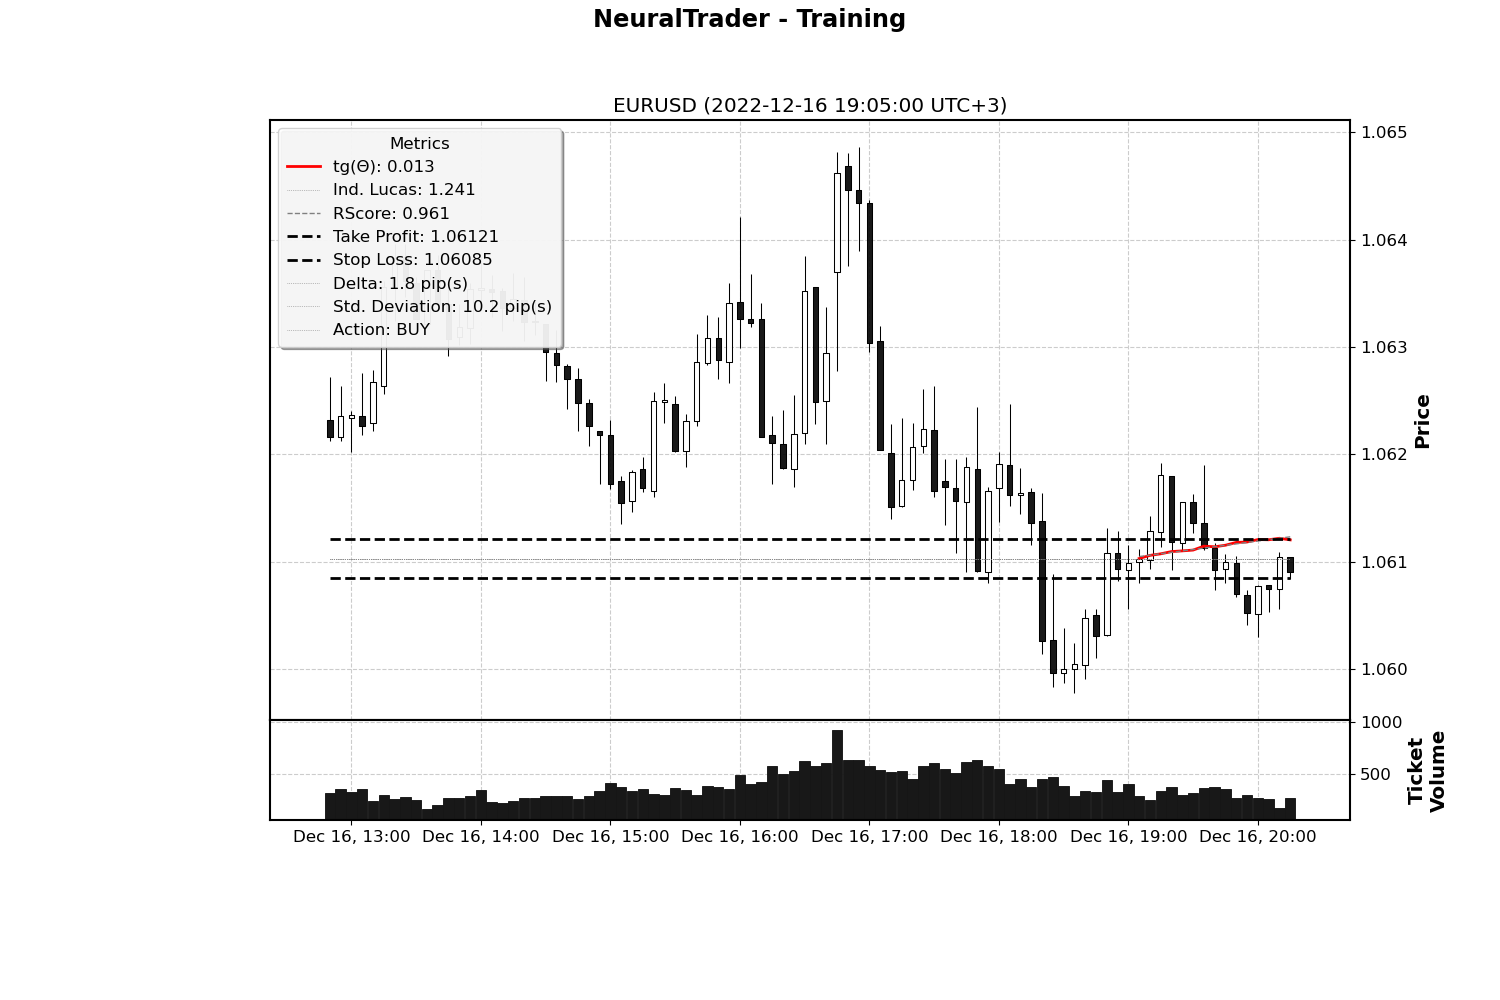 NeuralTrader - Training
EURUSD (2022-12-16 19:05:00 UTC+3)
Metrics
tg(Θ): 0.013
Ind. Lucas: 1.241
RScore: 0.961
Take Profit: 1.06121
Stop Loss: 1.06085
Delta: 1.8 pip(s)
Std. Deviation: 10.2 pip(s)
Action: BUY
1.065
1.064
1.063
1.062
1.061
1.060
Price
1000
500
Ticket
Volume
Dec 16, 13:00 Dec 16, 14:00 Dec 16, 15:00 Dec 16, 16:00 Dec 16, 17:00 Dec 16, 18:00 Dec 16, 19:00 Dec 16, 20:00